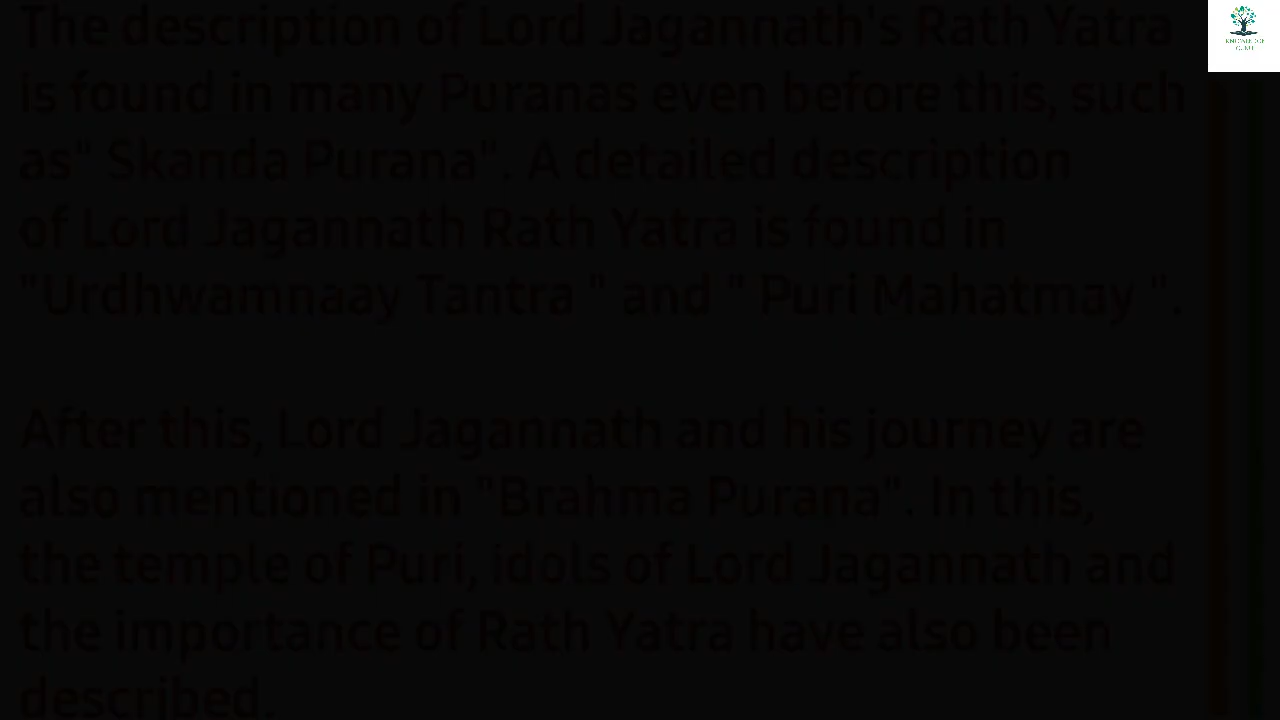 The description of Lord Jagannath's Rath Yatra
is found in many Puranas even before this, such
as" Skanda Purana". A detailed description
of Lord Jagannath Rath Yatra is found in
"Urdhwamnaay Tantra " and " Puri Mahatmay ".
After this, Lord Jagannath and his journey are
also mentioned in "Brahma Purana". In this,
the temple of Puri, idols of Lord Jagannath and
the importance of Rath Yatra have also been
described.
KNOWLEDGE
GURU